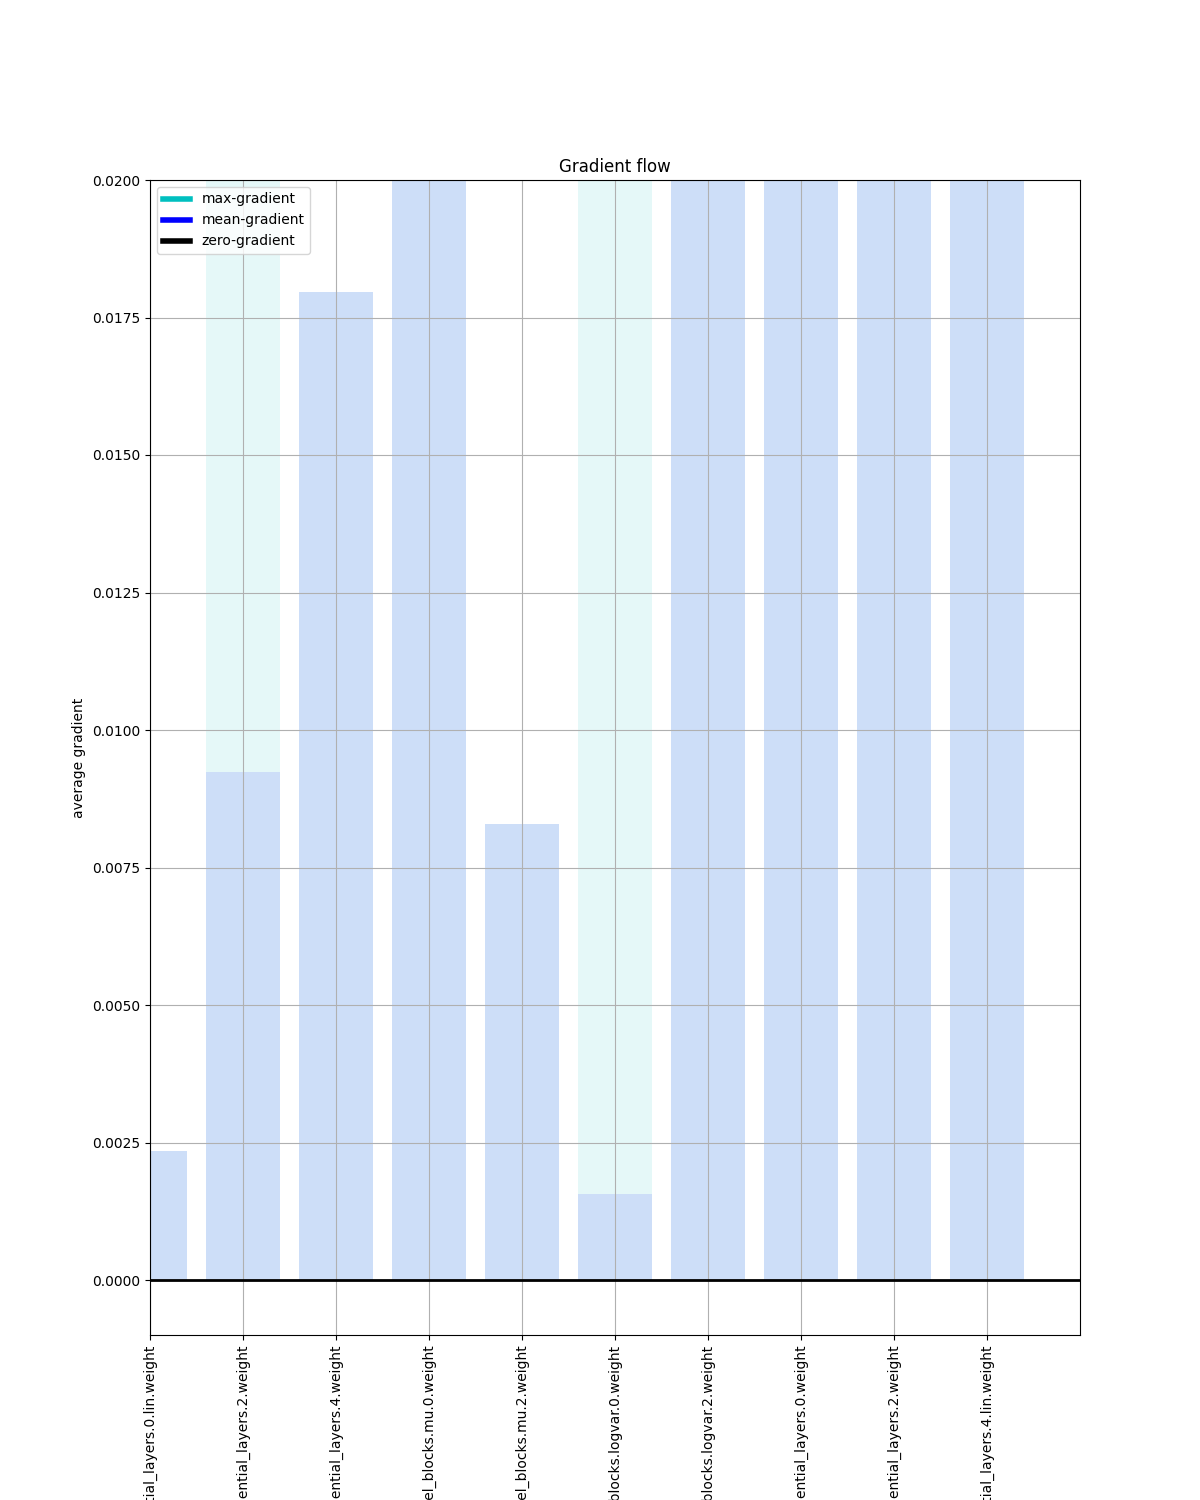 Gradient flow
max-gradient
mean-gradient
zero-gradient
0.0200
0.0175
0.0150
0.0125
0.0100
0.0075
0.0050
0.0025
0.0000
average gradient
tial_layers.0.lin.weight
ential_layers.2.weight
ential_layers.4.weight
el_blocks.mu.0.weight
el_blocks.mu.2.weight
blocks.logvar.0.weight
blocks.logvar.2.weight
ential_layers.0.weight
ential_layers.2.weight
tial_layers.4.lin.weight